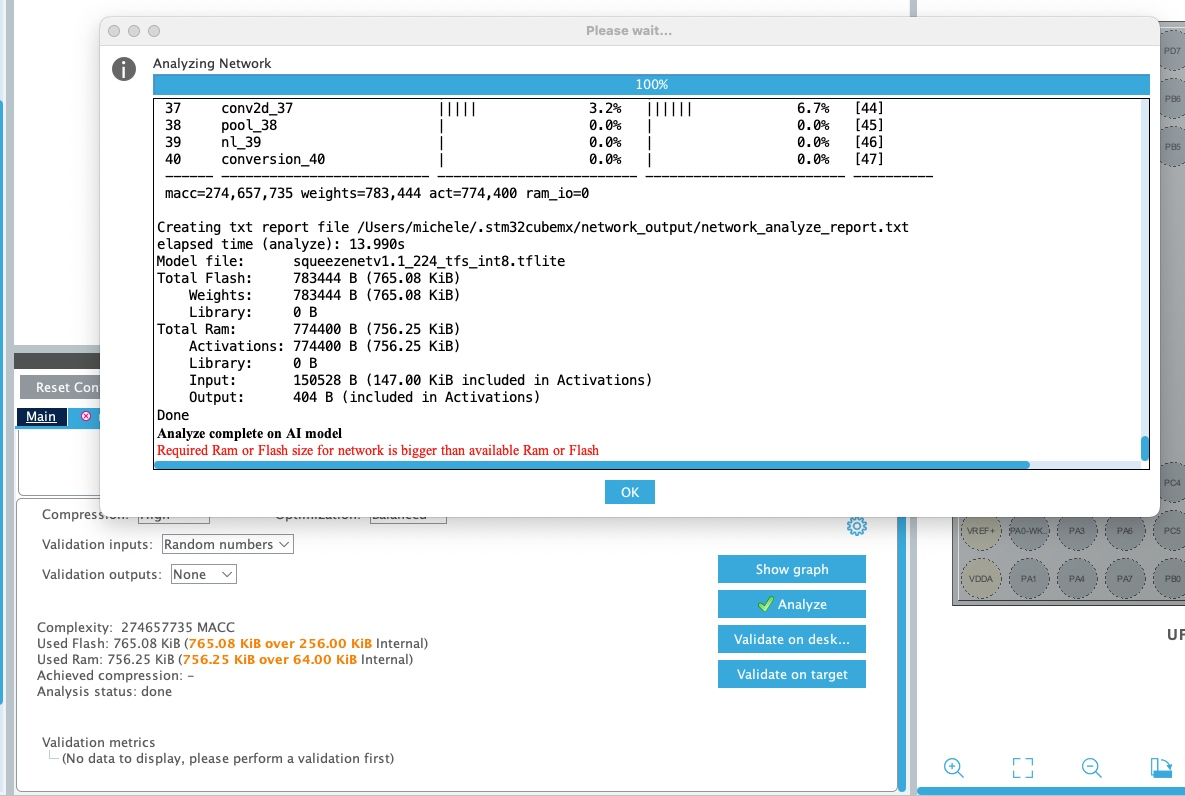 Please wait...
Analyzing Network
100%
37 conv2d_37 ||||| 3.2% |||||| 6.7% [44]
38 pool_38 | 0.0% | 0.0% [45]
39 nl_39 | 0.0% | 0.0% [46]
40 conversion_40 | 0.0% | 0.0% [47]
macc=274,657,735 weights=783,444 act=774,400 ram_io=0
Creating txt report file /Users/michele/.stm32cubemx/network_output/network_analyze_report.txt
elapsed time (analyze): 13.990s
Model file: squeezenetv1.1_224_tfs_int8.tflite
Total Flash: 783444 B (765.08 KiB)
Weights: 783444 B (765.08 KiB)
Library: 0 B
Total Ram: 774400 B (756.25 KiB)
Activations: 774400 B (756.25 KiB)
Library: 0 B
Input: 150528 B (147.00 KiB included in Activations)
Output: 404 B (included in Activations)
Done
Analyze complete on AI model
Required Ram or Flash size for network is bigger than available Ram or Flash
OK
Reset Con
Main
Compression: High Optimization: Balanced
Validation inputs: Random numbers
Validation outputs: None
Show graph
Analyze
Validate on desk...
Validate on target
Complexity: 274657735 MACC
Used Flash: 765.08 KiB (765.08 KiB over 256.00 KiB Internal)
Used Ram: 756.25 KiB (756.25 KiB over 64.00 KiB Internal)
Achieved compression: -
Analysis status: done
Validation metrics
(No data to display, please perform a validation first)
PD7
PB6
PB5
PC4
VREF+ PA0-WK.. PA3 PA6 PC5
VDDA PA1 PA4 PA7 PB0
UF